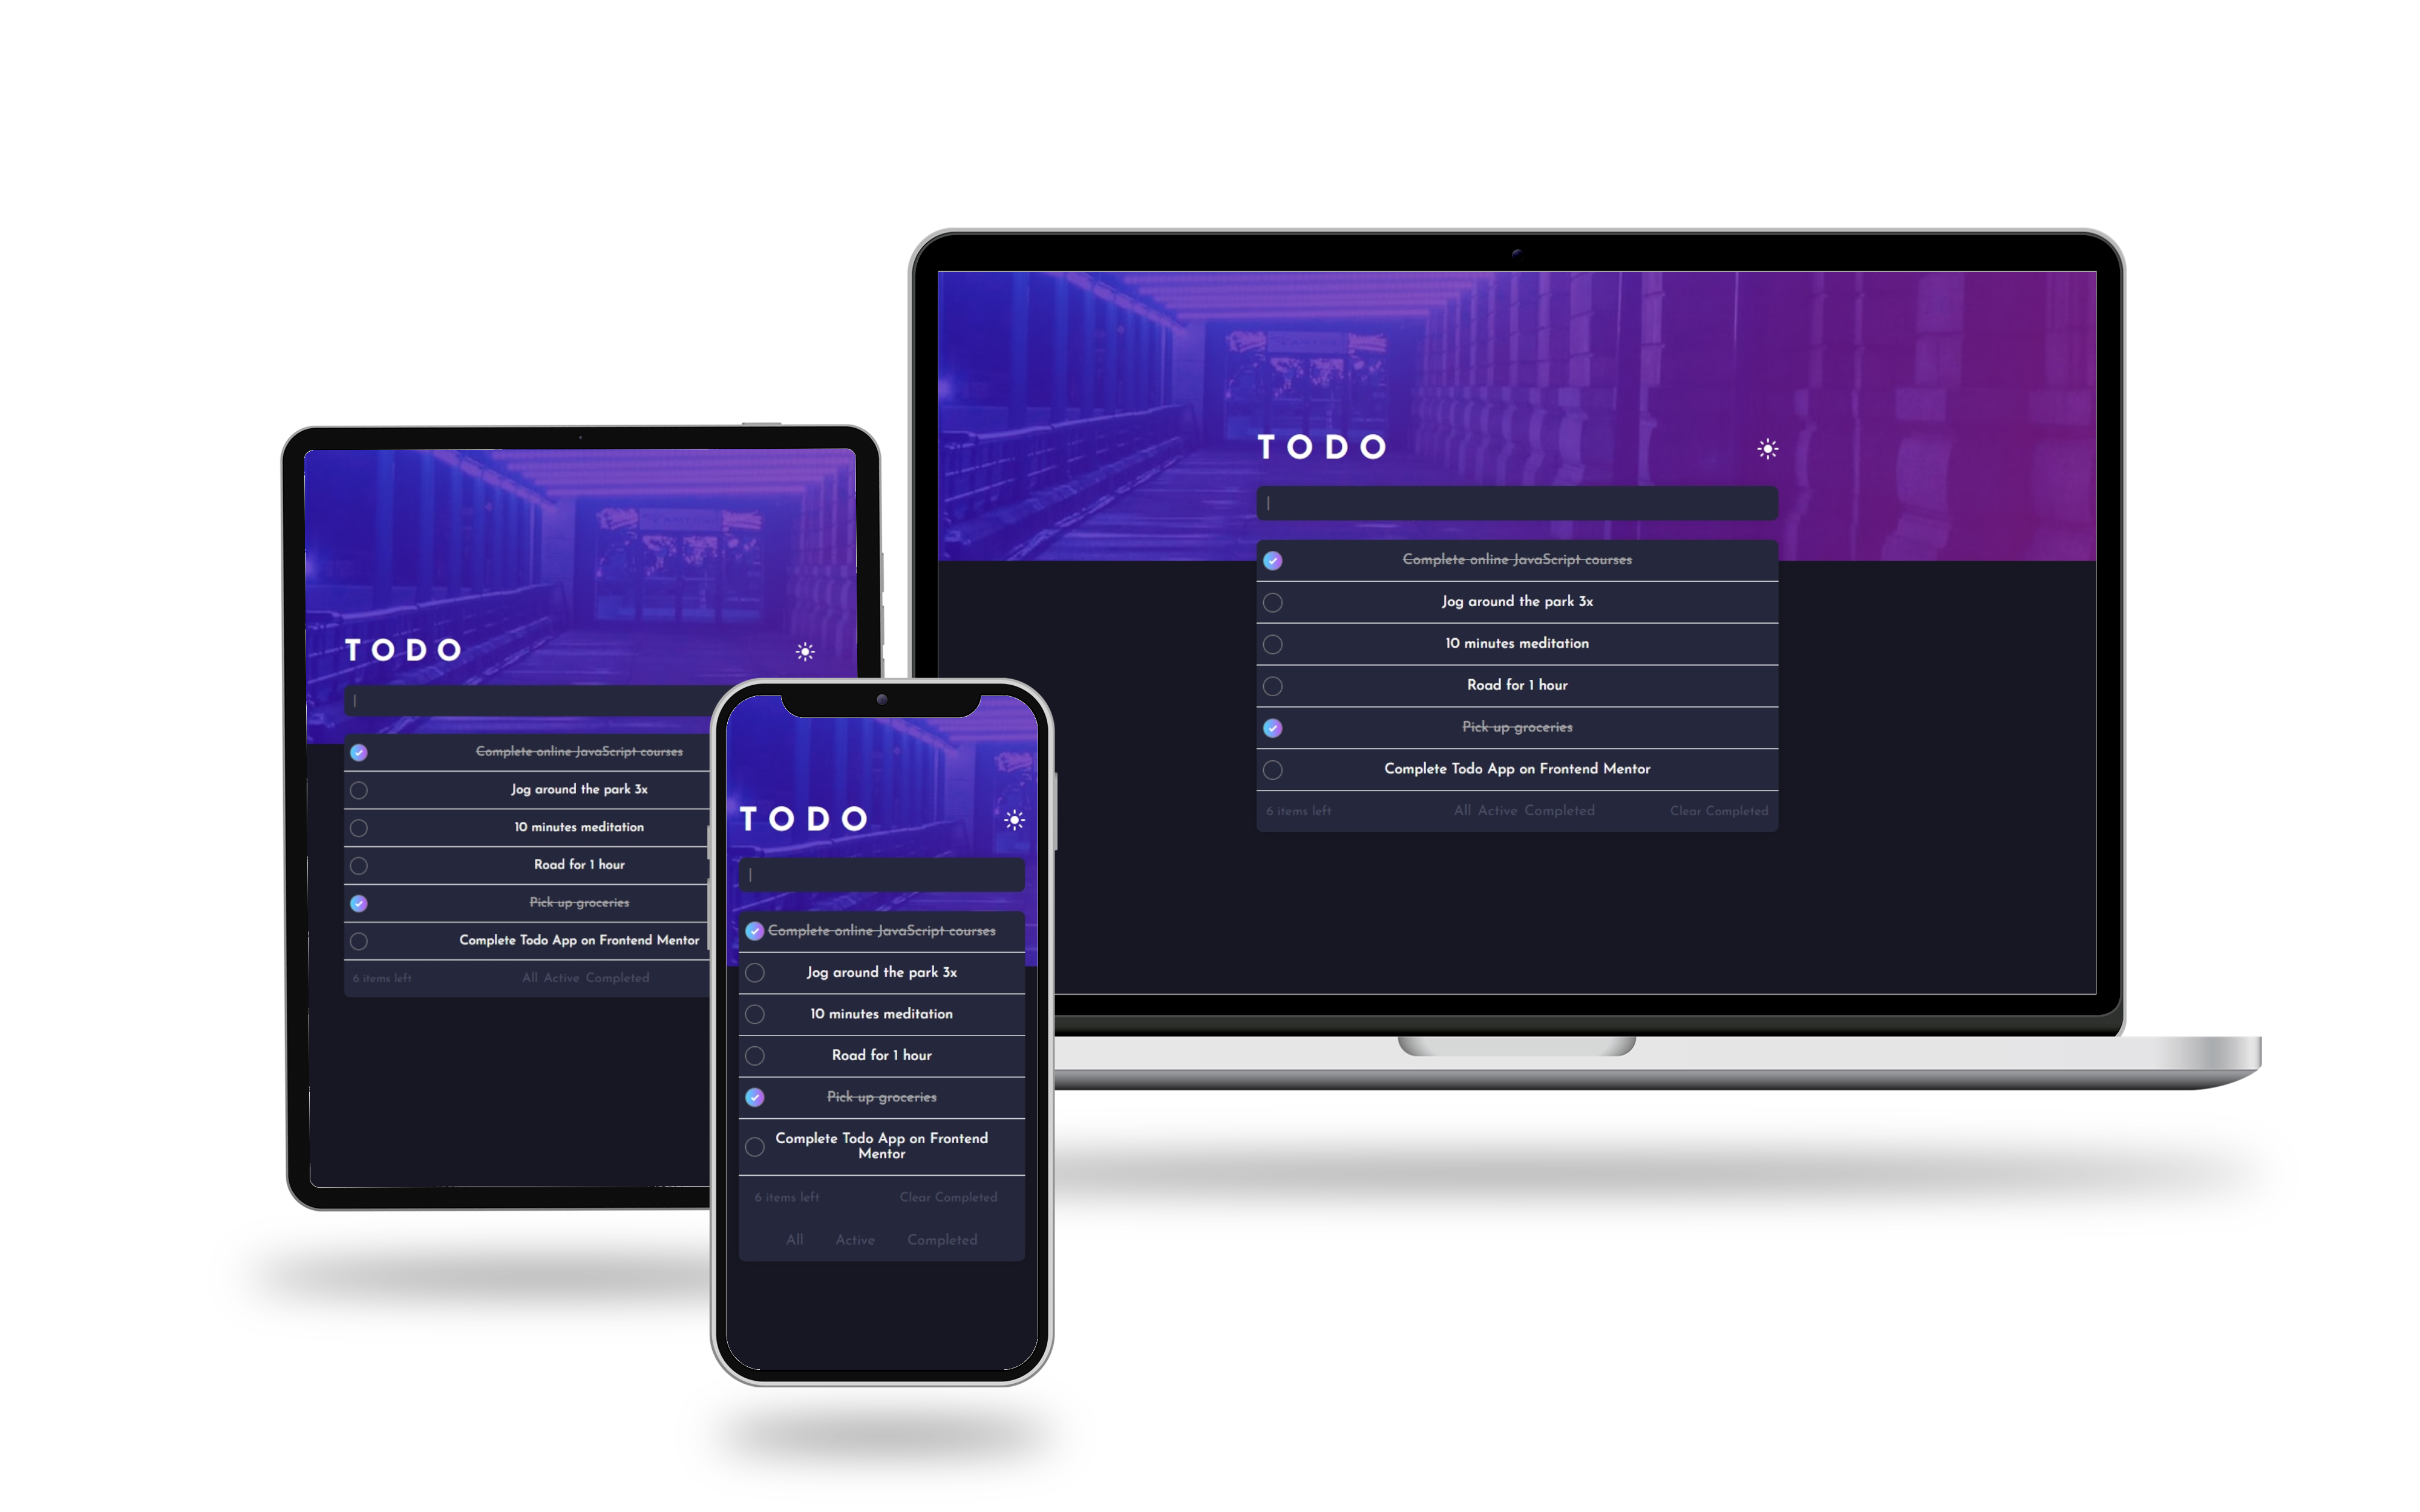 TODO
Complete online JavaScript courses
Jog around the park 3x
10 minutes meditation
Road for 1 hour
Pick up groceries
Complete Todo App on Frontend Mentor
6 items left
All Active Completed
TODO
Complete online JavaScript courses
Jog around the park 3x
10 minutes meditation
Road for 1 hour
Pick up groceries
Complete Todo App on Frontend
Mentor
6 items left Clear Completed
All Active Completed
TODO
Complete online JavaScript courses
Jog around the park 3x
10 minutes meditation
Road for 1 hour
Pick up groceries
Complete Todo App on Frontend Mentor
6 items left All Active Completed Clear Completed